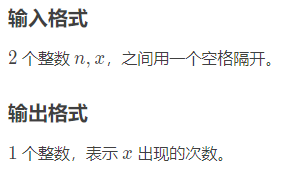 输入格式
2 个整数 n, x，之间用一个空格隔开。
输出格式
1 个整数，表示 x 出现的次数。